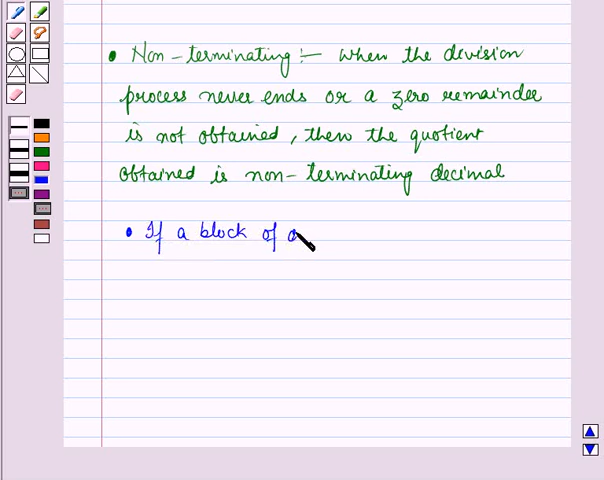 • Non-terminating :- When the division
process never ends or a zero remainder
is not obtained, then the quotient
obtained is non-terminating decimal
• If a block of